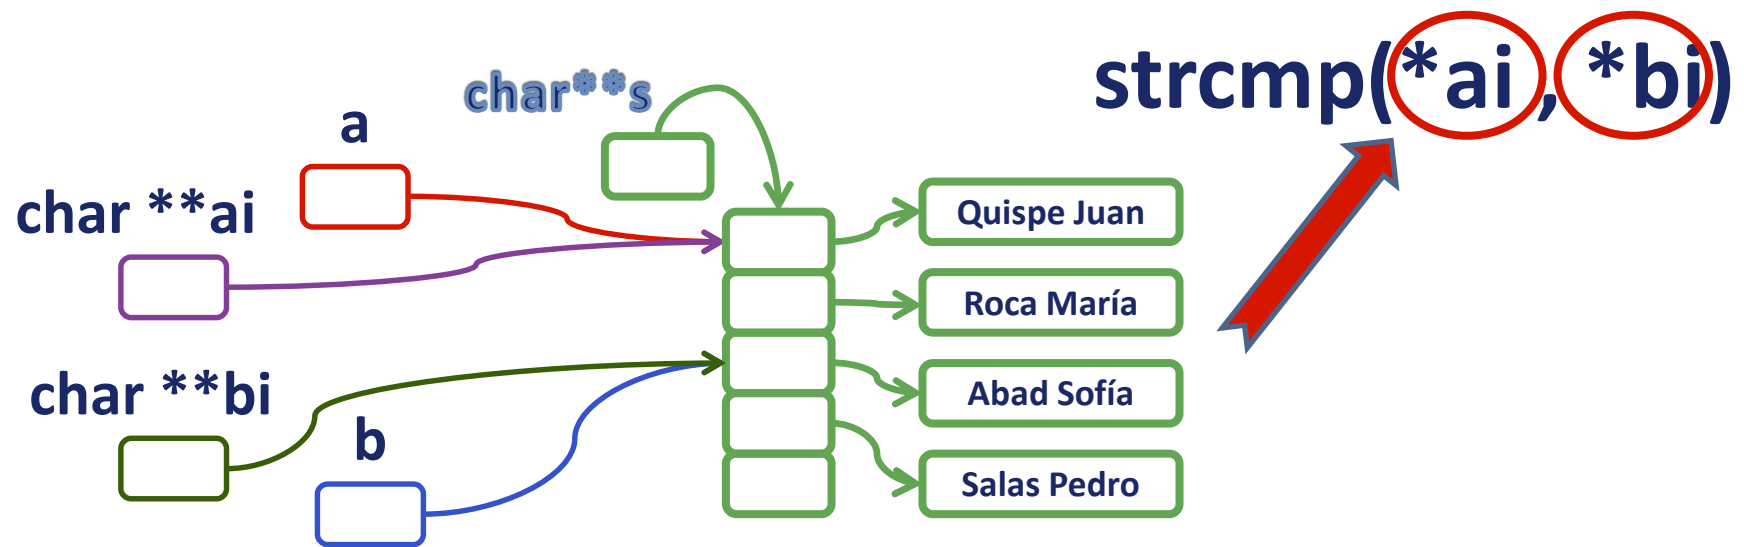 strcmp(*ai , *bi)
char**s
a
char **ai
Quispe Juan
Roca María
char **bi
Abad Sofía
b
Salas Pedro